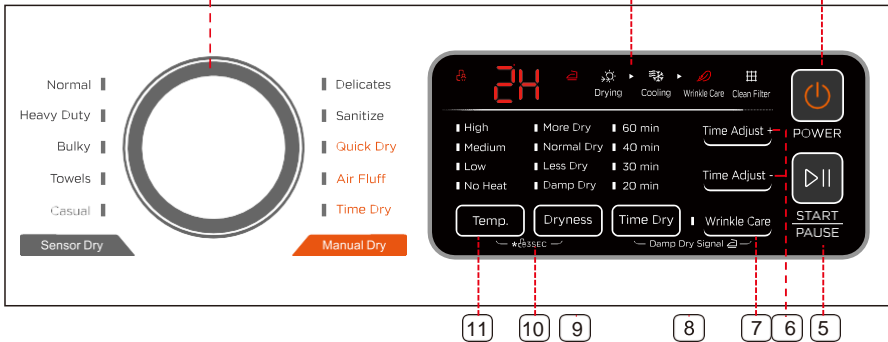 Normal
Heavy Duty
Bulky
Towels
Casual
Sensor Dry
Delicates
Sanitize
Quick Dry
Air Fluff
Time Dry
Manual Dry
2H
Drying
Cooling
Wrinkle Care
Clean Filter
High
Medium
Low
No Heat
More Dry
Normal Dry
Less Dry
Damp Dry
60 min
40 min
30 min
20 min
Time Adjust +
Time Adjust -
Temp.
Dryness
Time Dry
Wrinkle Care
3SEC
Damp Dry Signal
POWER
START
PAUSE
11 10 9 8 7 6 5